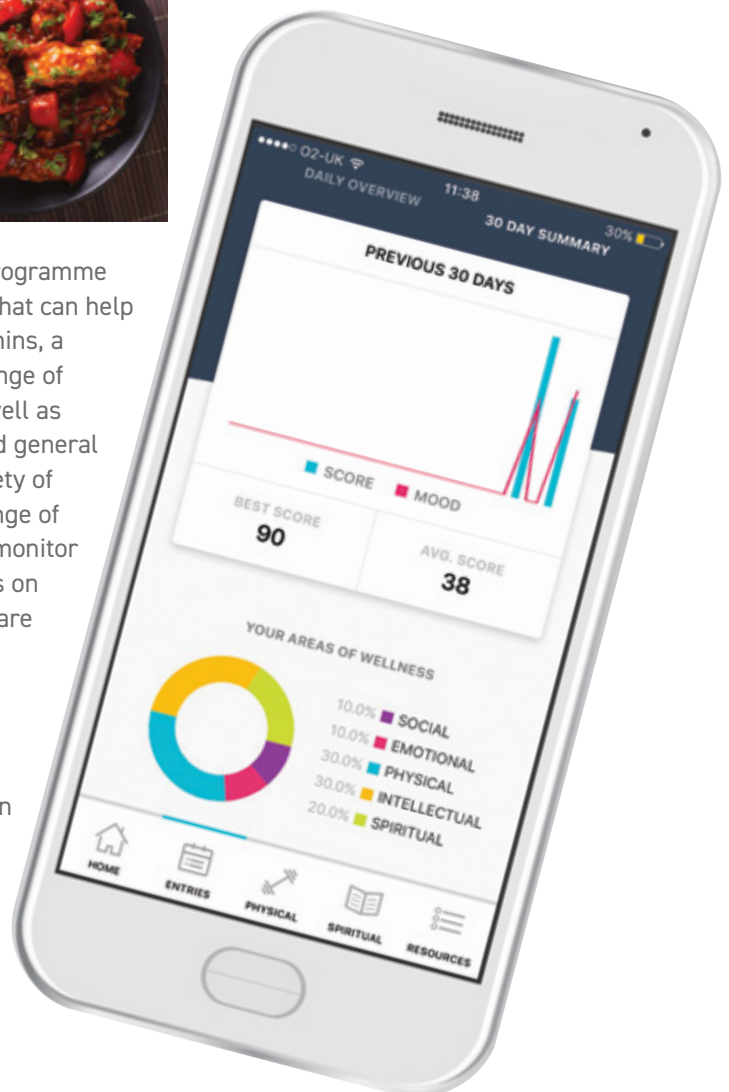 rogramme
hat can help
nins, a
nge of
vell as
d general
ety of
nge of
monitor
s on
are
n
O2-UK 11:38 30%
DAILY OVERVIEW 30 DAY SUMMARY
PREVIOUS 30 DAYS
SCORE MOOD
BEST SCORE AVG. SCORE
90 38
YOUR AREAS OF WELLNESS
10.0% SOCIAL
10.0% EMOTIONAL
30.0% PHYSICAL
30.0% INTELLECTUAL
20.0% SPIRITUAL
HOME ENTRIES PHYSICAL SPIRITUAL RESOURCES